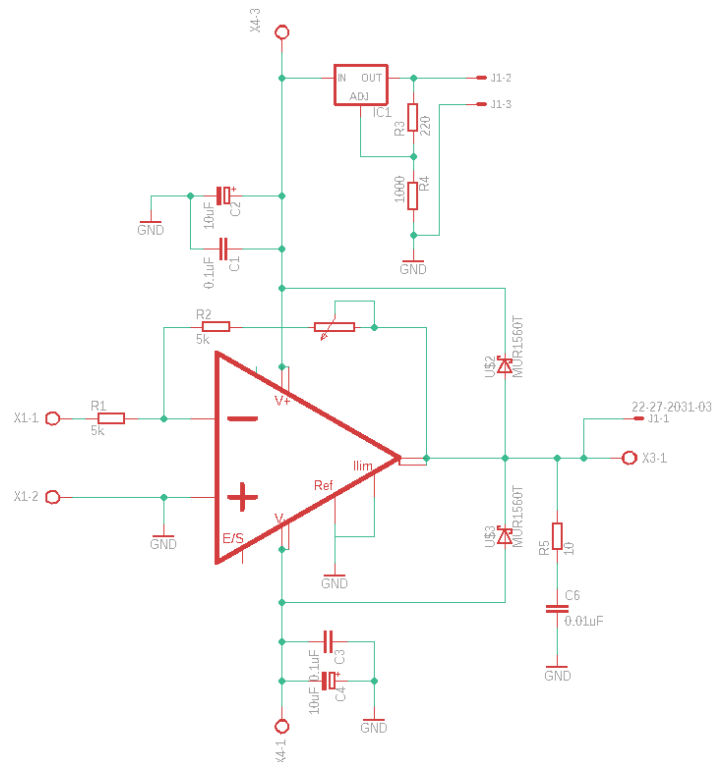 X4-3
IN OUT
ADJ
IC1
J1-2
J1-3
R3
220
1000
R4
GND
10uF
C2
+
GND
0.1uF
C1
R2
5k
U$2
MUR1560T
V+
R1
5k
X1-1
22-27-2031-03
J1-1
X3-1
Ilim
Ref
X1-2
V-
E/S
GND
GND
U$3
MUR1560T
R5
10
C6
0.01uF
GND
0.1uF
C3
10uF
C4
+
GND
X4-1